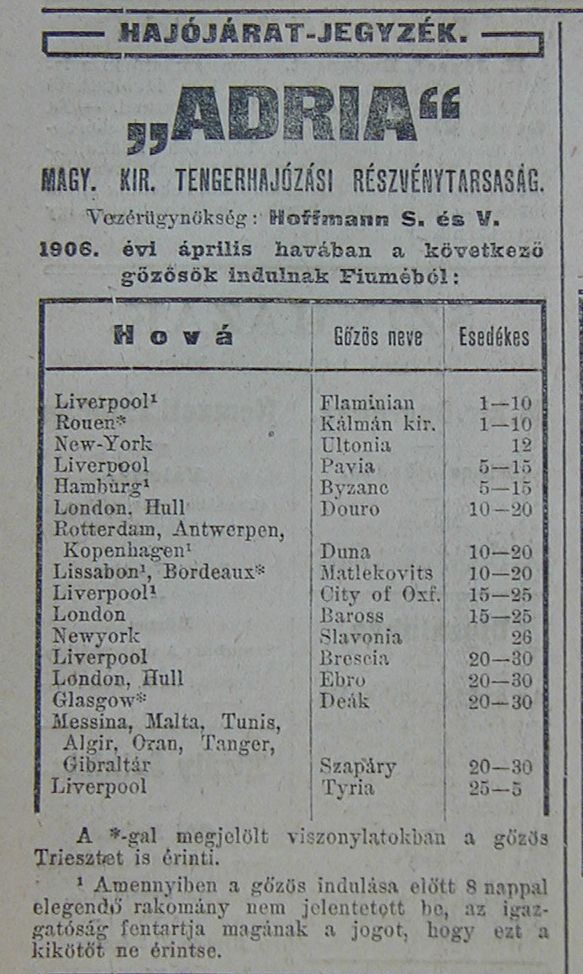 HAJÓJÁRAT-JEGYZÉK.
„ADRIA“
MAGY. KIR. TENGERHAJÓZÁSI RÉSZVÉNYTARSASÁG.
Vezérügynökség: Hoffmann S. és V.
1906. évi április havában a következö
gözösök indulnak Fiuméból:
Hová Gőzös neve Esedékes
Liverpool¹ Flaminian 1—10
Rouen* Kálmán kir. 1—10
New-York Ultonia 12
Liverpool Pavia 5—15
Hamburg¹ Byzanc 5—15
London, Hull Douro 10—20
Rotterdam, Antwerpen,
Kopenhagen¹ Duna 10—20
Lissabon¹, Bordeaux* Matlekovits 10—20
Liverpool¹ City of Oxf. 15—25
London Baross 15—25
Newyork Slavonia 26
Liverpool Brescia 20—30
London, Hull Ebro 20—30
Glasgow* Deák 20—30
Messina, Malta, Tunis,
Algir, Oran, Tanger,
Gibraltár Szapáry 20—30
Liverpool Tyria 25—5
A *-gal megjelölt viszonylatokban a gőzös
Triesztet is érinti.
¹ Amennyiben a gőzös indulása előtt 8 nappal
elegendő rakomány nem jelentetett be, az igaz-
gatóság fentartja magának a jogot, hogy ezt a
kikötőt ne érintse.